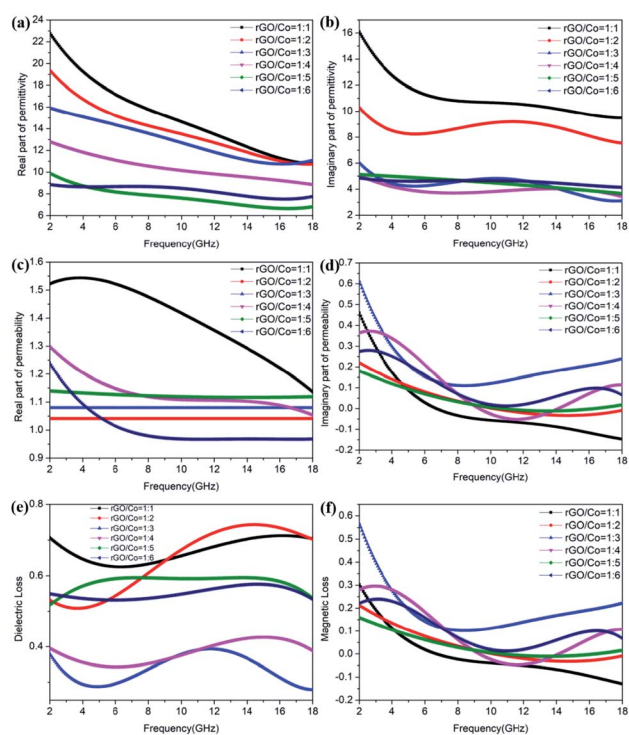 (a)
24
22
20
18
16
14
12
10
8
6
Real part of permittivity
rGO/Co=1:1
rGO/Co=1:2
rGO/Co=1:3
rGO/Co=1:4
rGO/Co=1:5
rGO/Co=1:6
2 4 6 8 10 12 14 16 18
Frequency(GHz)
(b)
16
14
12
10
8
6
4
2
Imaginary part of permittivity
rGO/Co=1:1
rGO/Co=1:2
rGO/Co=1:3
rGO/Co=1:4
rGO/Co=1:5
rGO/Co=1:6
2 4 6 8 10 12 14 16 18
Frequency(GHz)
(c)
1.6
1.5
1.4
1.3
1.2
1.1
1.0
0.9
Real part of permeability
rGO/Co=1:1
rGO/Co=1:2
rGO/Co=1:3
rGO/Co=1:4
rGO/Co=1:5
rGO/Co=1:6
2 4 6 8 10 12 14 16 18
Frequency(GHz)
(d)
0.7
0.6
0.5
0.4
0.3
0.2
0.1
0.0
-0.1
-0.2
Imaginary part of permeability
rGO/Co=1:1
rGO/Co=1:2
rGO/Co=1:3
rGO/Co=1:4
rGO/Co=1:5
rGO/Co=1:6
2 4 6 8 10 12 14 16 18
Frequency(GHz)
(e)
0.8
0.6
0.4
Dielectric Loss
rGO/Co=1:1
rGO/Co=1:2
rGO/Co=1:3
rGO/Co=1:4
rGO/Co=1:5
rGO/Co=1:6
2 4 6 8 10 12 14 16 18
Frequency(GHz)
(f)
0.6
0.5
0.4
0.3
0.2
0.1
0.0
-0.1
-0.2
Magnetic Loss
rGO/Co=1:1
rGO/Co=1:2
rGO/Co=1:3
rGO/Co=1:4
rGO/Co=1:5
rGO/Co=1:6
2 4 6 8 10 12 14 16 18
Frequency(GHz)